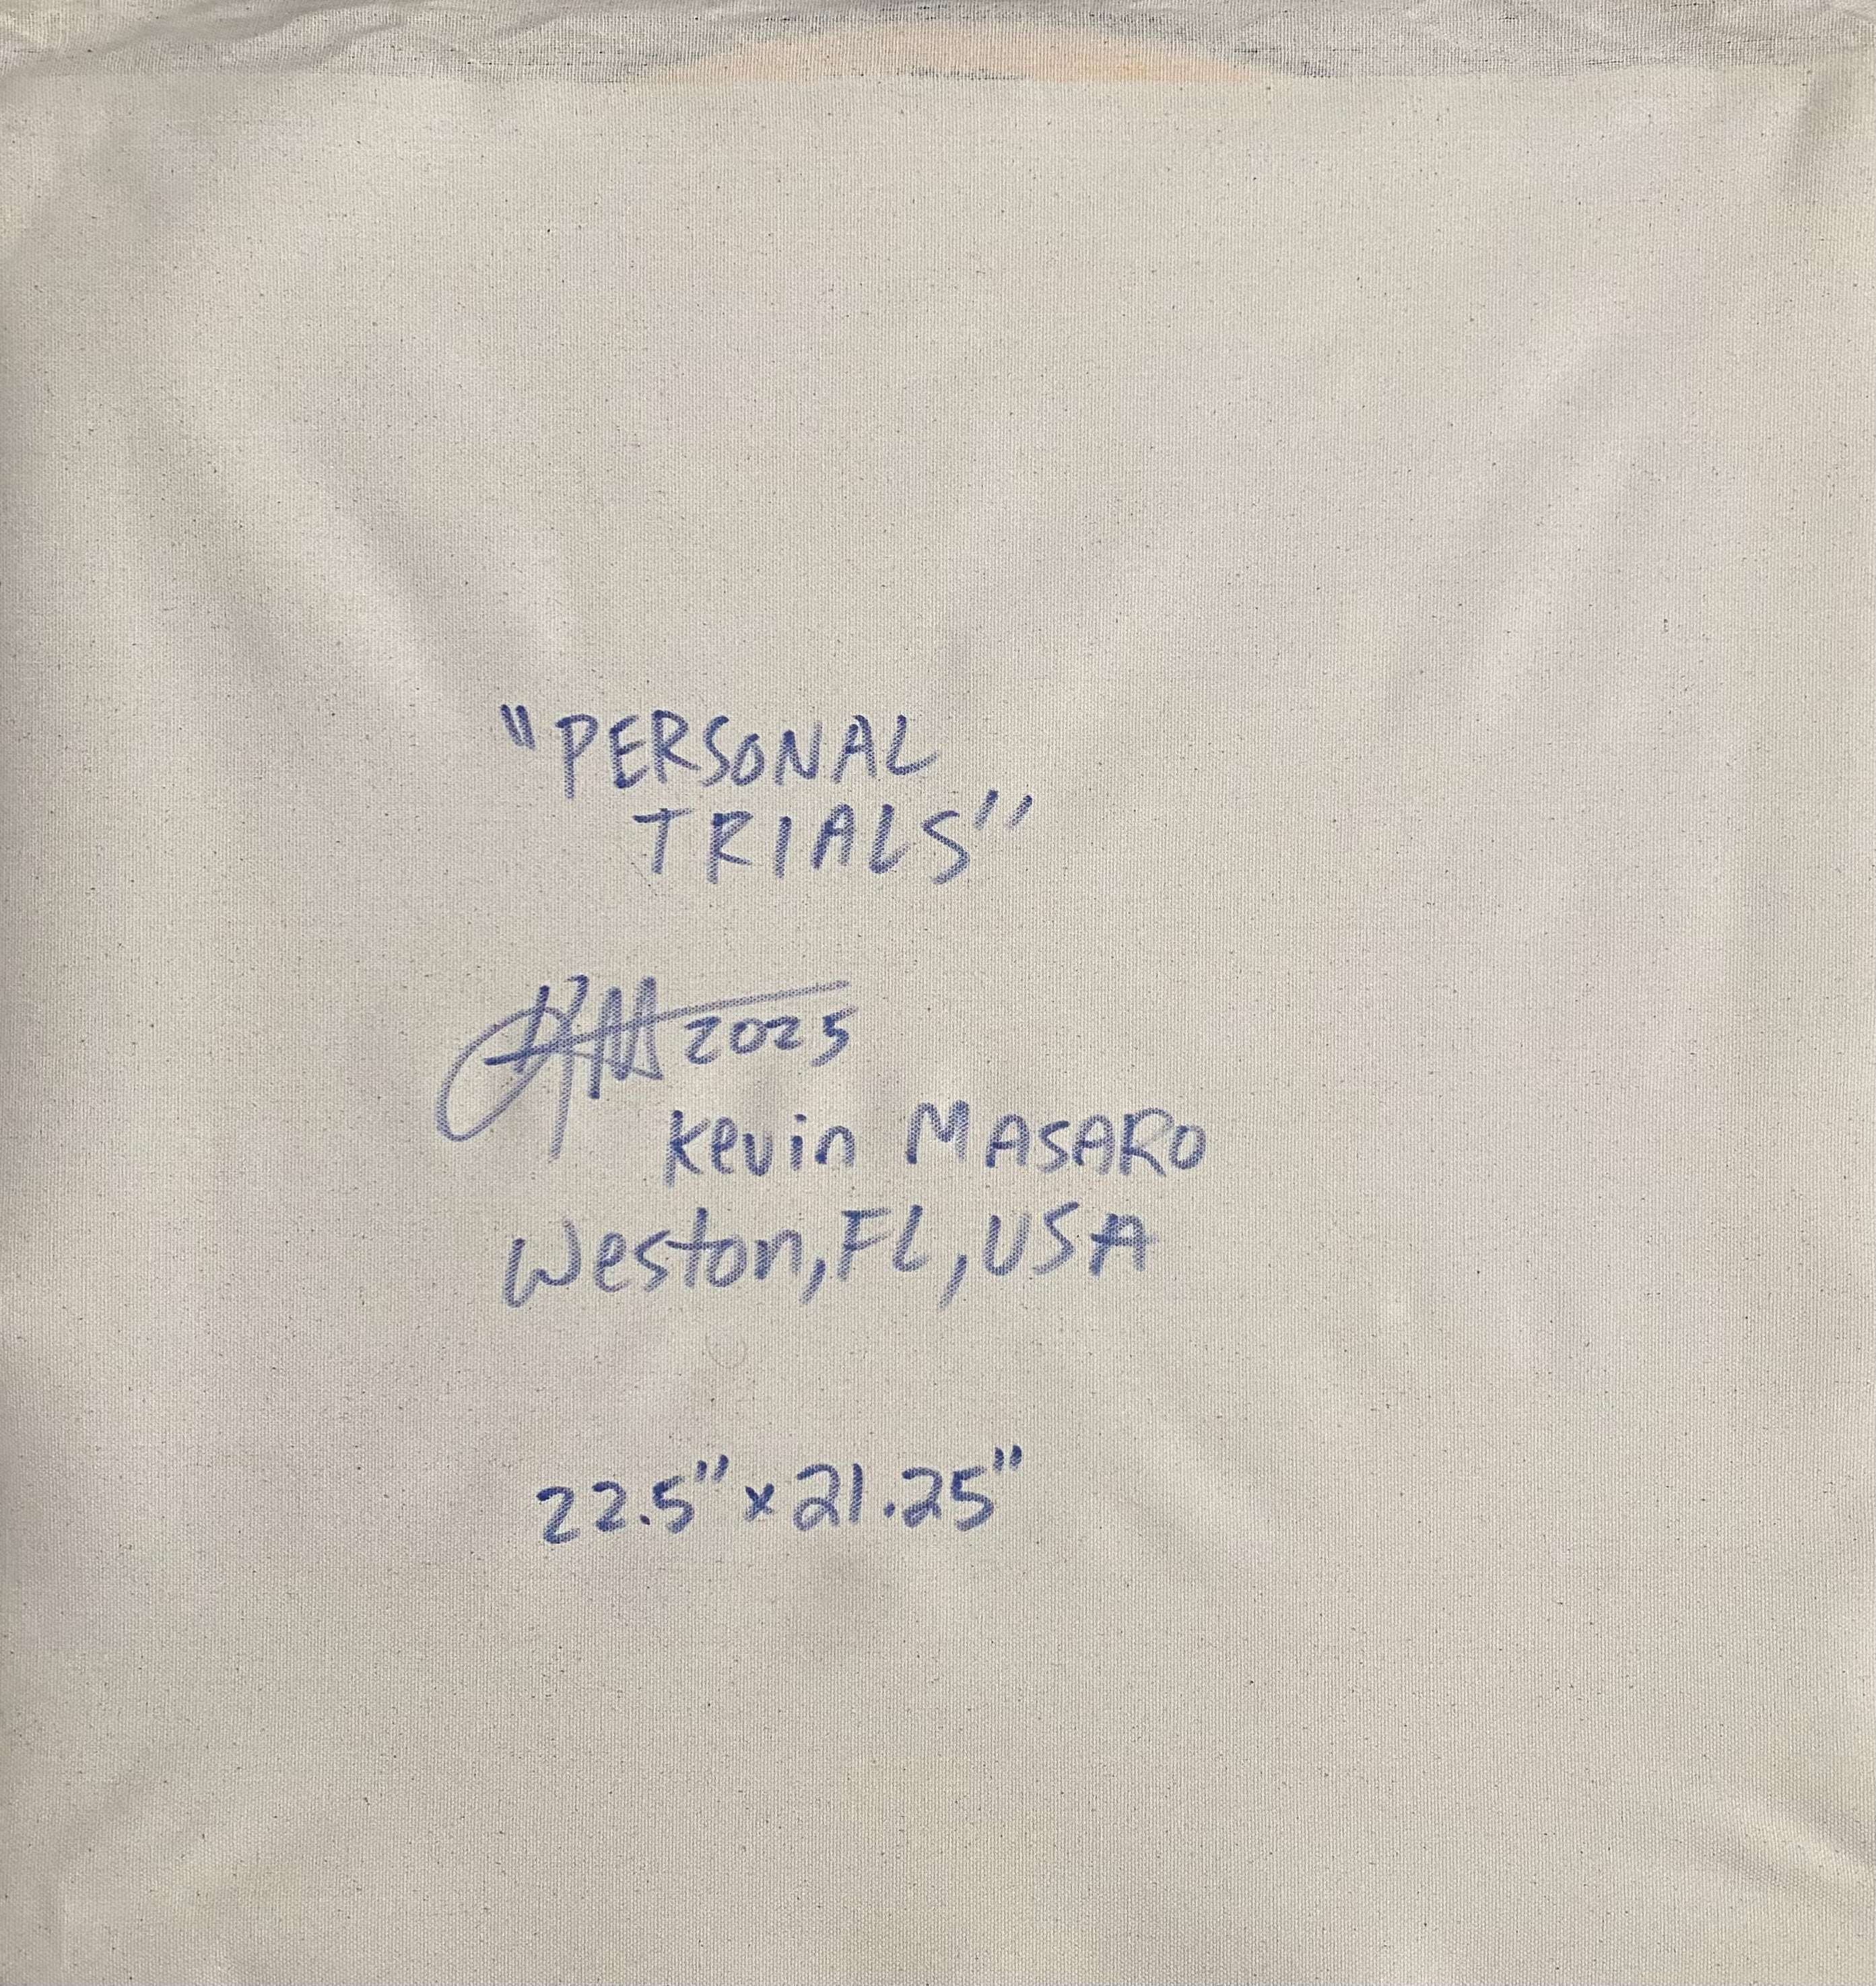 "PERSONAL
TRIALS"
2025
Kevin MASARO
Weston, FL, USA
22.5" x 21.25"